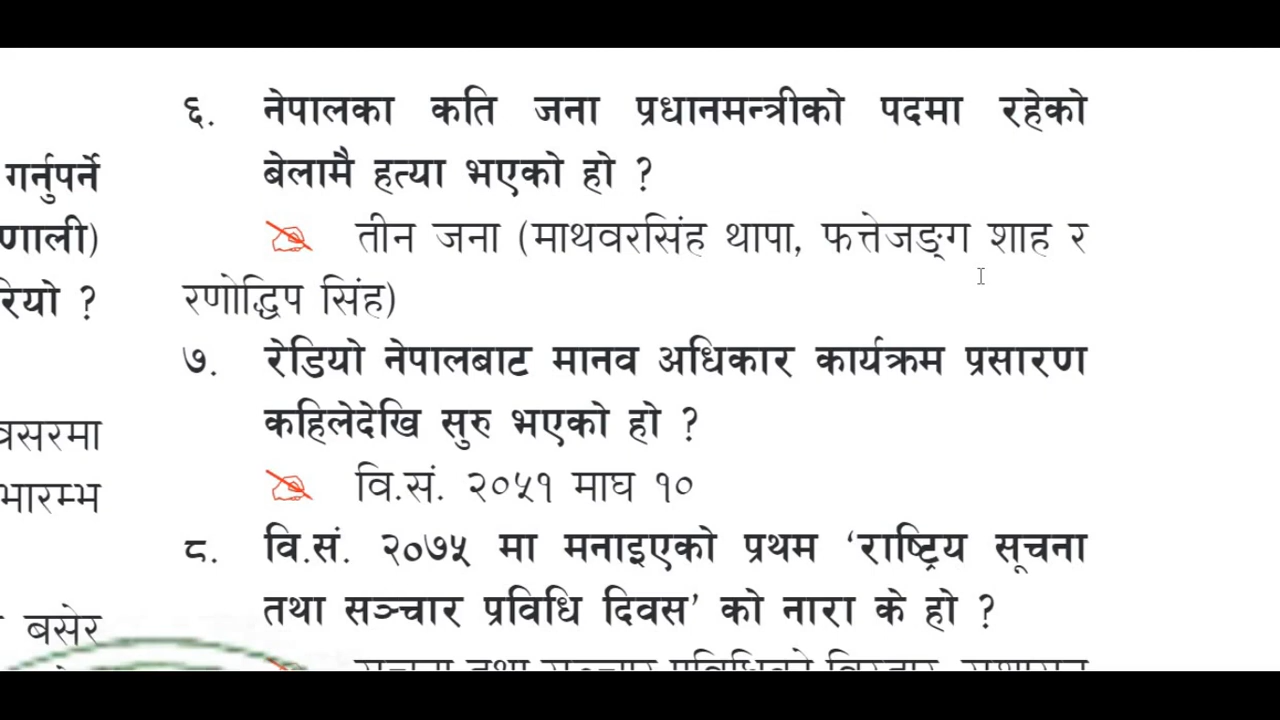 ६. नेपालका कति जना प्रधानमन्त्रीको पदमा रहेको
बेलामै हत्या भएको हो ?
तीन जना (माथवरसिंह थापा, फत्तेजङ्ग शाह र
रणोद्धिप सिंह)
७. रेडियो नेपालबाट मानव अधिकार कार्यक्रम प्रसारण
कहिलेदेखि सुरु भएको हो ?
वि.सं. २०५१ माघ १०
८. वि.सं. २०७५ मा मनाइएको प्रथम ‘राष्ट्रिय सूचना
तथा सञ्चार प्रविधि दिवस’ को नारा के हो ?
गर्नुपर्ने
णाली)
रियो ?
वसरमा
भारम्भ
बसेर